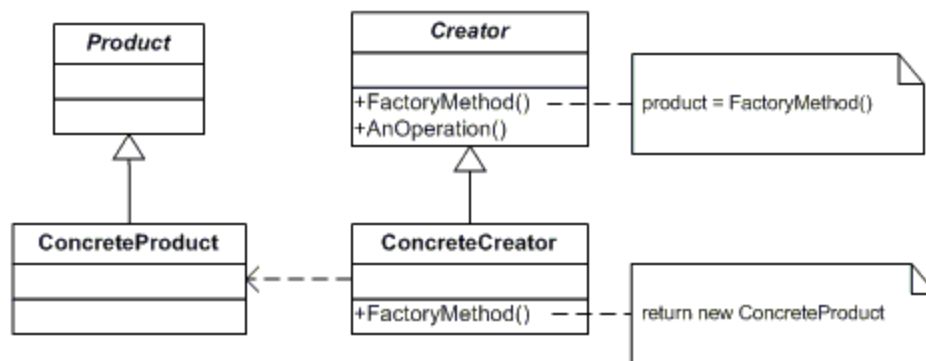 Product
Creator
+FactoryMethod()
+AnOperation()
product = FactoryMethod()
ConcreteProduct
ConcreteCreator
+FactoryMethod()
return new ConcreteProduct